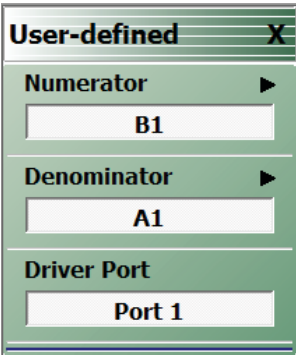 User-defined X
Numerator
B1
Denominator
A1
Driver Port
Port 1